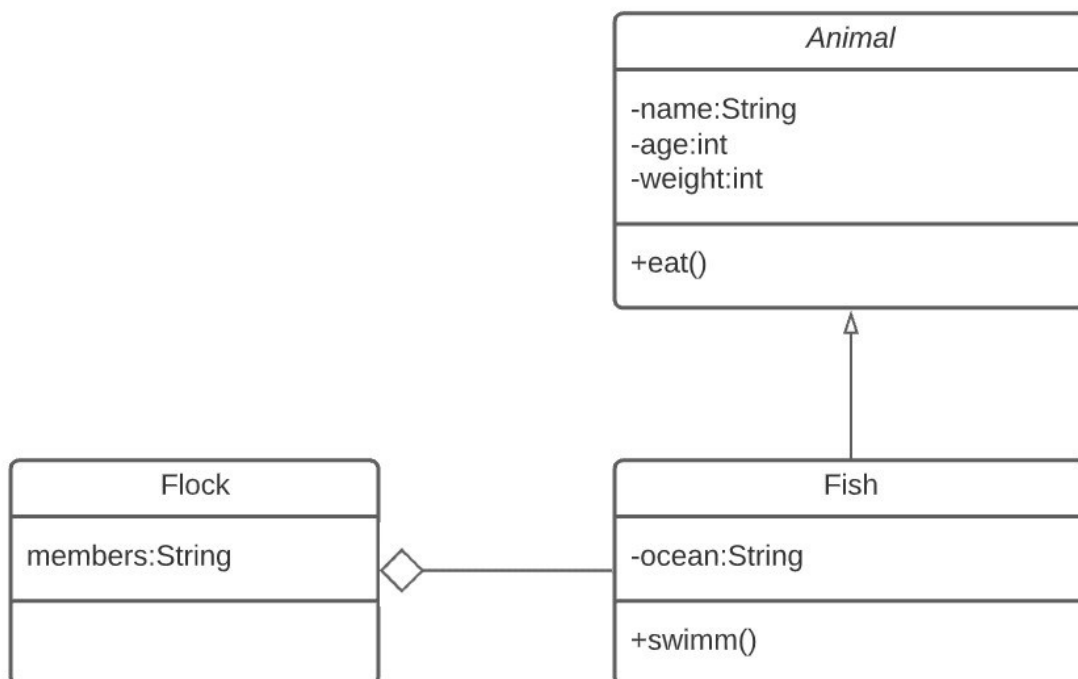 Animal
-name:String
-age:int
-weight:int
+eat()
Flock
members:String
Fish
-ocean:String
+swimm()